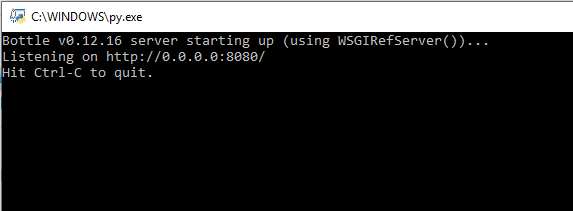 C:\WINDOWS\py.exe
Bottle v0.12.16 server starting up (using WSGIRefServer())...
Listening on http://0.0.0.0:8080/
Hit Ctrl-C to quit.